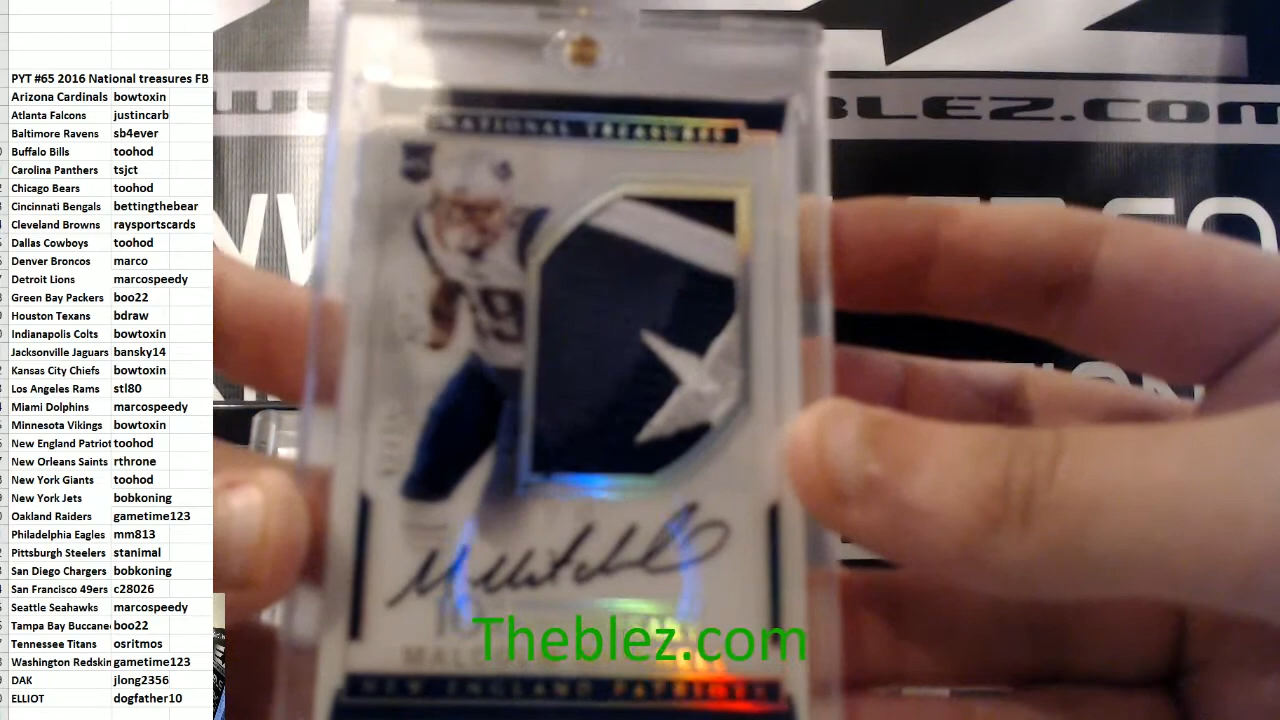 PYT #65 2016 National treasures FB
Arizona Cardinals bowtoxin
Atlanta Falcons justincarb
Baltimore Ravens sb4ever
Buffalo Bills toohod
Carolina Panthers tsjct
Chicago Bears toohod
Cincinnati Bengals bettingthebear
Cleveland Browns raysportscards
Dallas Cowboys toohod
Denver Broncos marco
Detroit Lions marcospeedy
Green Bay Packers boo22
Houston Texans bdraw
Indianapolis Colts bowtoxin
Jacksonville Jaguars bansky14
Kansas City Chiefs bowtoxin
Los Angeles Rams stl80
Miami Dolphins marcospeedy
Minnesota Vikings bowtoxin
New England Patriot toohod
New Orleans Saints rthrone
New York Giants toohod
New York Jets bobkoning
Oakland Raiders gametime123
Philadelphia Eagles mm813
Pittsburgh Steelers stanimal
San Diego Chargers bobkoning
San Francisco 49ers c28026
Seattle Seahawks marcospeedy
Tampa Bay Buccane boo22
Tennessee Titans osritmos
Washington Redskin gametime123
DAK jlong2356
ELLIOT dogfather10
BLEZ.COM
NATIONAL TREASURES
19
M Mitchell
Theblez.com
NEW ENGLAND PATRIOTS